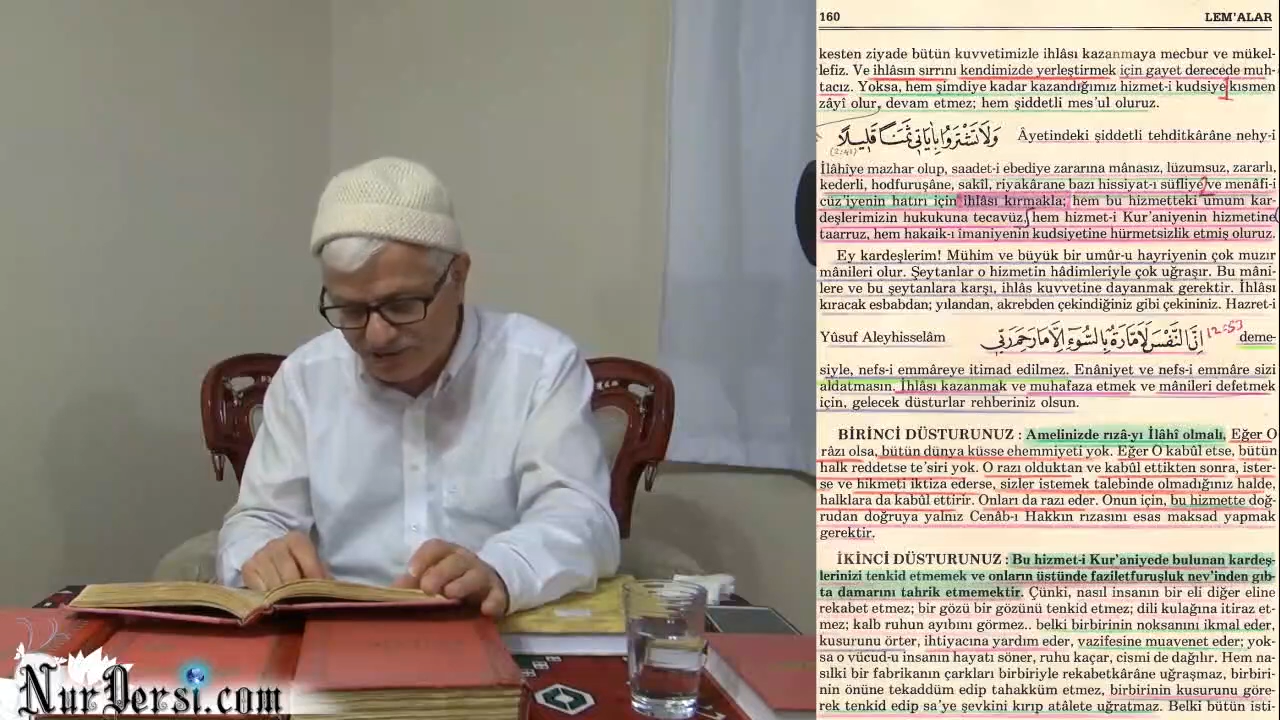 160 LEM'ALAR
kesten ziyade bütün kuvvetimizle ihlâsı kazanmaya mecbur ve mükel-
lefiz. Ve ihlâsın sırrını kendimizde yerleştirmek için gayet derecede muh-
tacız. Yoksa, hem şimdiye kadar kazandığımız hizmet-i kudsiye 1 kısmen
zâyî olur, devam etmez; hem şiddetli mes'ul oluruz.
وَلَا تَشْتَرُوا بِاٰيَاتِى ثَمَنًا قَلِيلًا Âyetindeki şiddetli tehditkârâne nehy-i
(2:41)
İlâhîye mazhar olup, saadet-i ebediye zararına mânasız, lüzumsuz, zararlı,
kederli, hodfuruşâne, sakîl, riyakârane bazı hissiyat-ı süfliye 2 ve menâfi-i
cüz'iyenin hatırı için ihlâsı kırmakla; hem bu hizmetteki umum kar-
deşlerimizin hukukuna tecavüz, hem hizmet-i Kur'aniyenin hizmetine
taarruz, hem hakaik-ı imaniyenin kudsiyetine hürmetsizlik etmiş oluruz.
Ey kardeşlerim! Mühim ve büyük bir umûr-u hayriyenin çok muzır
mânileri olur. Şeytanlar o hizmetin hâdimleriyle çok uğraşır. Bu mâni-
lere ve bu şeytanlara karşı, ihlâs kuvvetine dayanmak gerektir. İhlâsı
kıracak esbabdan; yılandan, akrebden çekindiğiniz gibi çekininiz. Hazret-i
Yûsuf Aleyhisselâm اِنَّ النَّفْسَ لَاَمَّارَةٌ بِالسُّوۤءِ اِلَّا مَا رَحِمَ رَبِّى 12:53 deme-
siyle, nefs-i emmâreye itimad edilmez. Enâniyet ve nefs-i emmâre sizi
aldatmasın. İhlâsı kazanmak ve muhafaza etmek ve mânileri defetmek
için, gelecek düsturlar rehberiniz olsun.
BİRİNCİ DÜSTURUNUZ : Amelinizde rızâ-yı İlâhî olmalı. Eğer O
râzı olsa, bütün dünya küsse ehemmiyeti yok. Eğer O kabûl etse, bütün
halk reddetse te'siri yok. O razı olduktan ve kabûl ettikten sonra, ister-
se ve hikmeti iktiza ederse, sizler istemek talebinde olmadığınız halde,
halklara da kabûl ettirir. Onları da razı eder. Onun için, bu hizmette doğ-
rudan doğruya yalnız Cenâb-ı Hakkın rızasını esas maksad yapmak
gerektir.
İKİNCİ DÜSTURUNUZ : Bu hizmet-i Kur'aniyede bulunan kardeş-
lerinizi tenkid etmemek ve onların üstünde faziletfuruşluk nev'inden gıb-
ta damarını tahrik etmemektir. Çünki, nasıl insanın bir eli diğer eline
rekabet etmez; bir gözü bir gözünü tenkid etmez; dili kulağına itiraz et-
mez; kalb ruhun ayıbını görmez.. belki birbirinin noksanını ikmal eder,
kusurunu örter, ihtiyacına yardım eder, vazifesine muavenet eder; yok-
sa o vücud-u insanın hayatı söner, ruhu kaçar, cismi de dağılır. Hem na-
sılki bir fabrikanın çarkları birbiriyle rekabetkârâne uğraşmaz, birbiri-
nin önüne tekaddüm edip tahakküm etmez, birbirinin kusurunu göre-
rek tenkid edip sa'ye şevkini kırıp atâlete uğratmaz. Belki bütün isti-
NurDersi.com